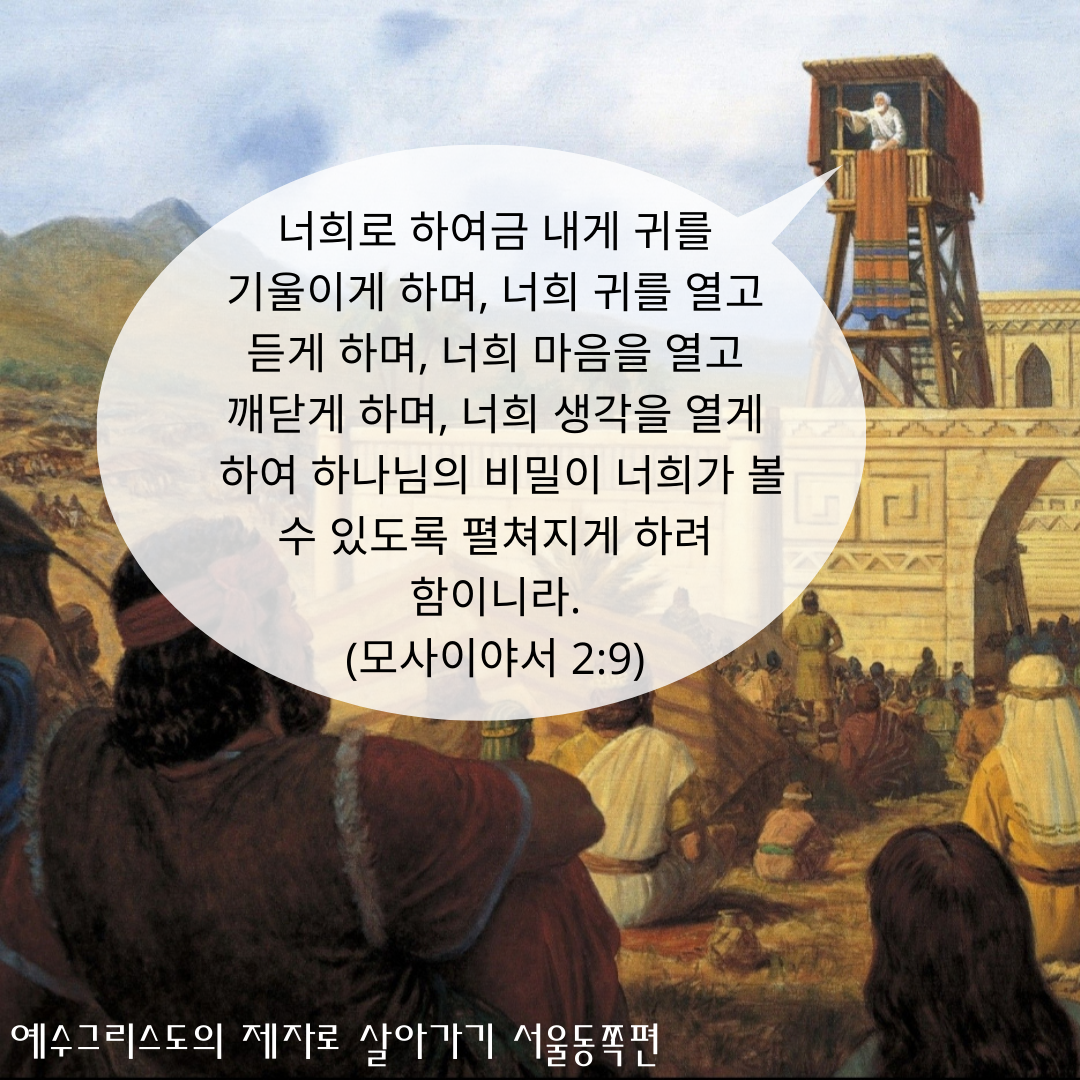 너희로 하여금 내게 귀를
기울이게 하며, 너희 귀를 열고
듣게 하며, 너희 마음을 열고
깨닫게 하며, 너희 생각을 열게
하여 하나님의 비밀이 너희가 볼
수 있도록 펼쳐지게 하려
함이니라.
(모사이야서 2:9)
예수그리스도의 제자로 살아가기 서울동쪽편